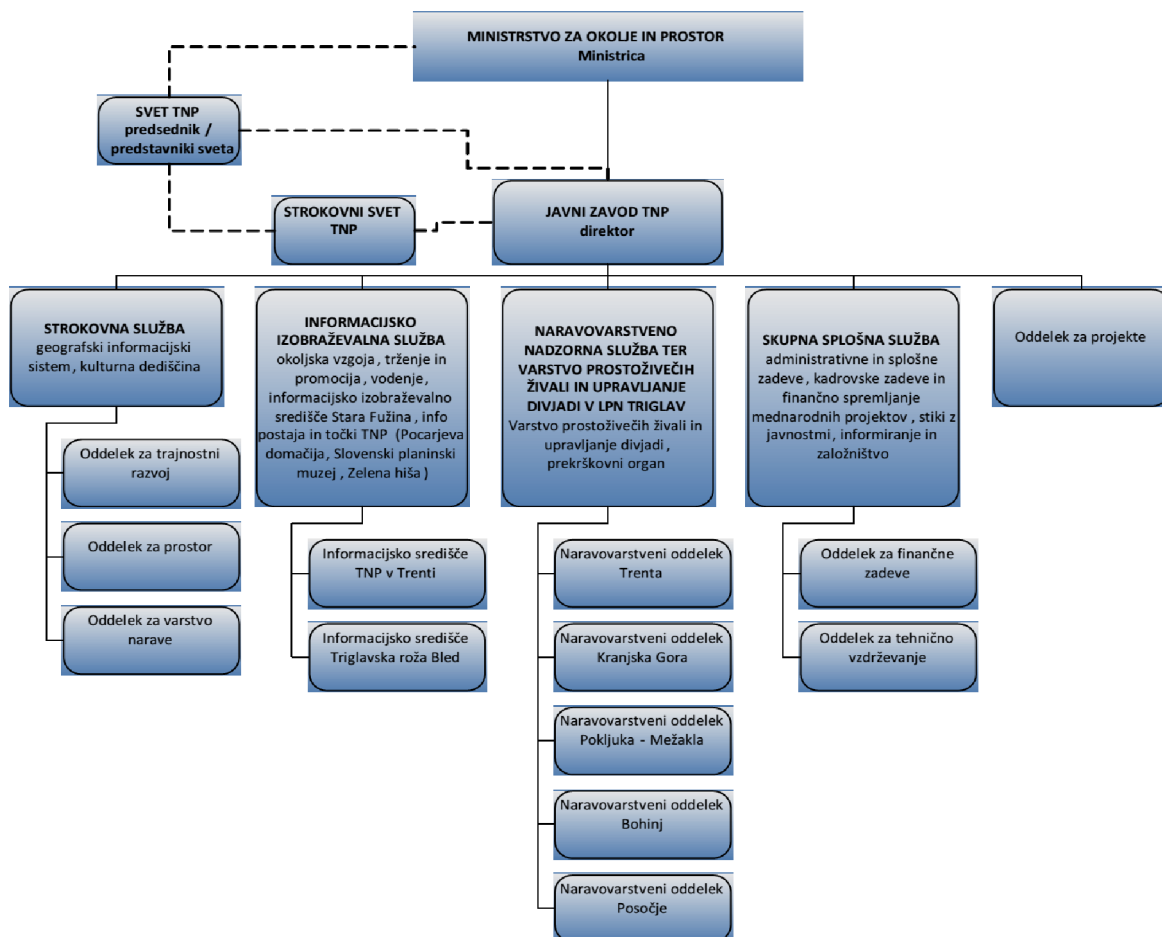 MINISTRSTVO ZA OKOLJE IN PROSTOR
Ministrica
SVET TNP
predsednik /
predstavniki sveta
STROKOVNI SVET
TNP
JAVNI ZAVOD TNP
direktor
STROKOVNA SLUŽBA
geografski informacijski
sistem , kulturna dediščina
Oddelek za trajnostni
razvoj
Oddelek za prostor
Oddelek za varstvo
narave
INFORMACIJSKO
IZOBRAŽEVALNA SLUŽBA
okoljska vzgoja , trženje in
promocija , vodenje ,
informacijsko izobraževalno
središče Stara Fužina , info
postaja in točki TNP (Pocarjeva
domačija , Slovenski planinski
muzej , Zelena hiša )
Informacijsko središče
TNP v Trenti
Informacijsko središče
Triglavska roža Bled
NARAVOVARSTVENO
NADZORNA SLUŽBA TER
VARSTVO PROSTOŽIVEČIH
ŽIVALI IN UPRAVLJANJE
DIVJADI V LPN TRIGLAV
Varstvo prostoživečih živali in
upravljanje divjadi ,
prekrškovni organ
Naravovarstveni oddelek
Trenta
Naravovarstveni oddelek
Kranjska Gora
Naravovarstveni oddelek
Pokljuka - Mežakla
Naravovarstveni oddelek
Bohinj
Naravovarstveni oddelek
Posočje
SKUPNA SPLOŠNA SLUŽBA
administrativne in splošne
zadeve , kadrovske zadeve in
finančno spremljanje
mednarodnih projektov , stiki z
javnostmi , informiranje in
založništvo
Oddelek za finančne
zadeve
Oddelek za tehnično
vzdrževanje
Oddelek za projekte